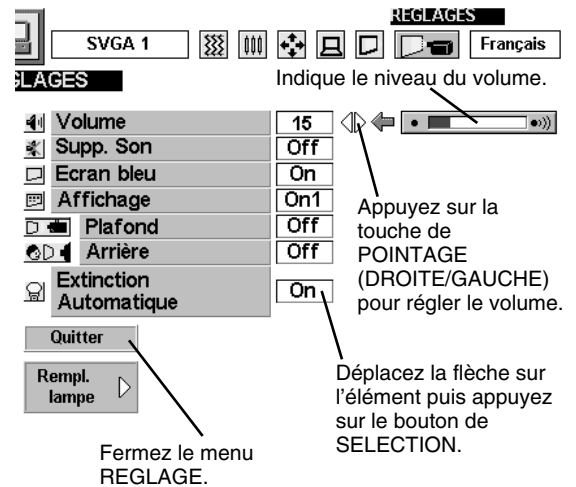 REGLAGES
SVGA 1
Français
GLAGES
Indique le niveau du volume.
Volume 15
Supp. Son Off
Ecran bleu On
Affichage On1
Plafond Off
Arrière Off
Extinction
Automatique On
Appuyez sur la
touche de
POINTAGE
(DROITE/GAUCHE)
pour régler le volume.
Quitter
Rempl.
lampe
Déplacez la flèche sur
l'élément puis appuyez
sur le bouton de
SELECTION.
Fermez le menu
REGLAGE.